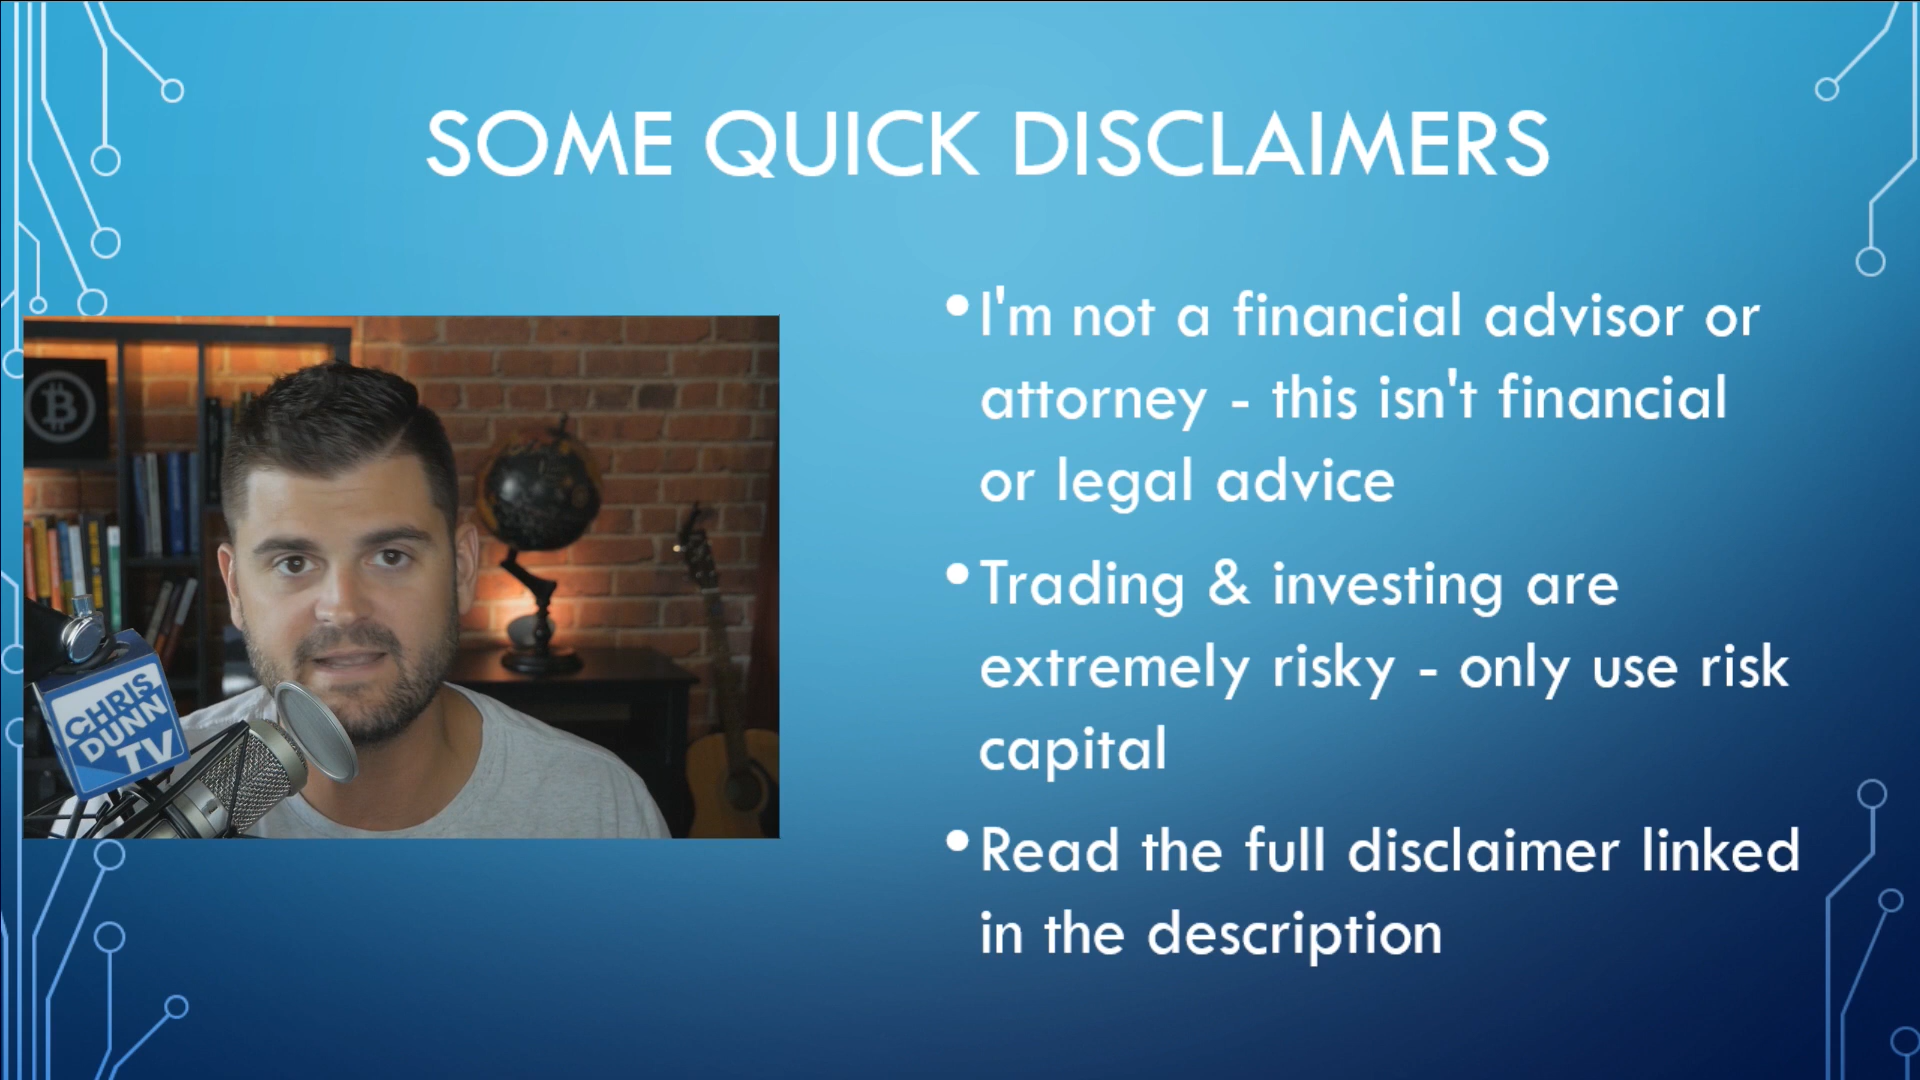 SOME QUICK DISCLAIMERS
I'm not a financial advisor or
attorney - this isn't financial
or legal advice
Trading & investing are
extremely risky - only use risk
capital
Read the full disclaimer linked
in the description
CHRIS
DUNN
TV